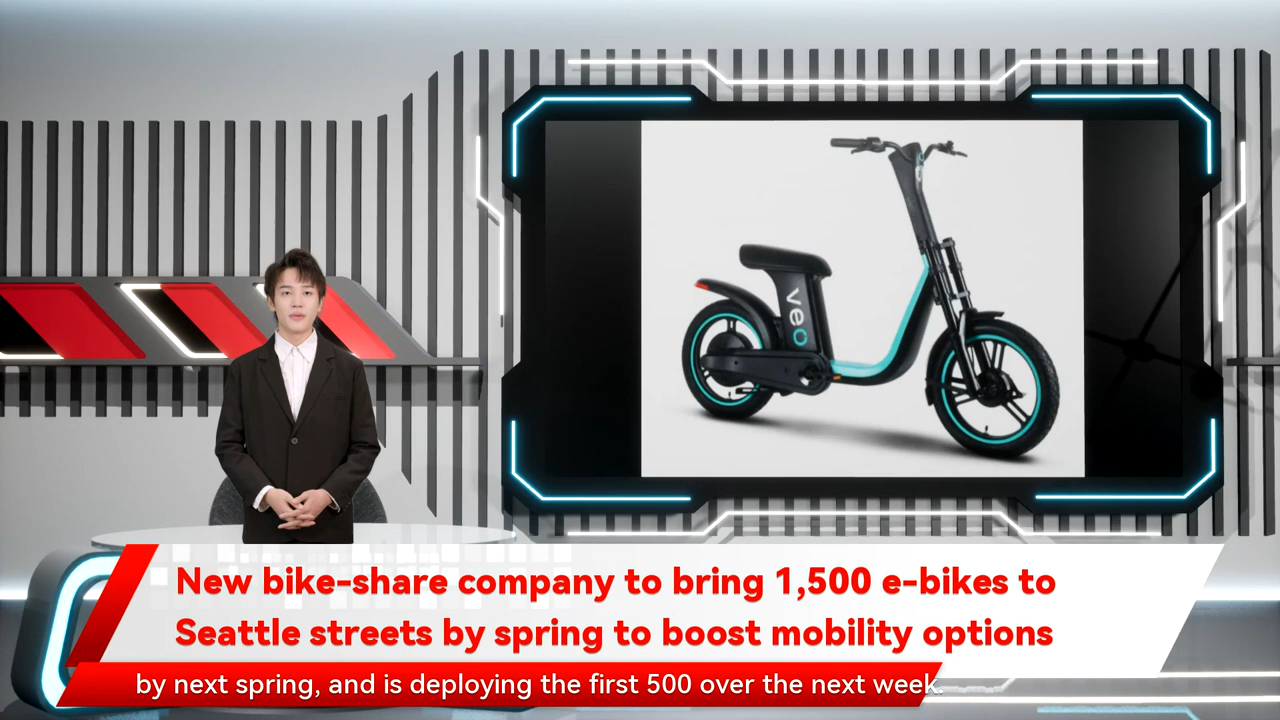 veo
New bike-share company to bring 1,500 e-bikes to
Seattle streets by spring to boost mobility options
by next spring, and is deploying the first 500 over the next week.